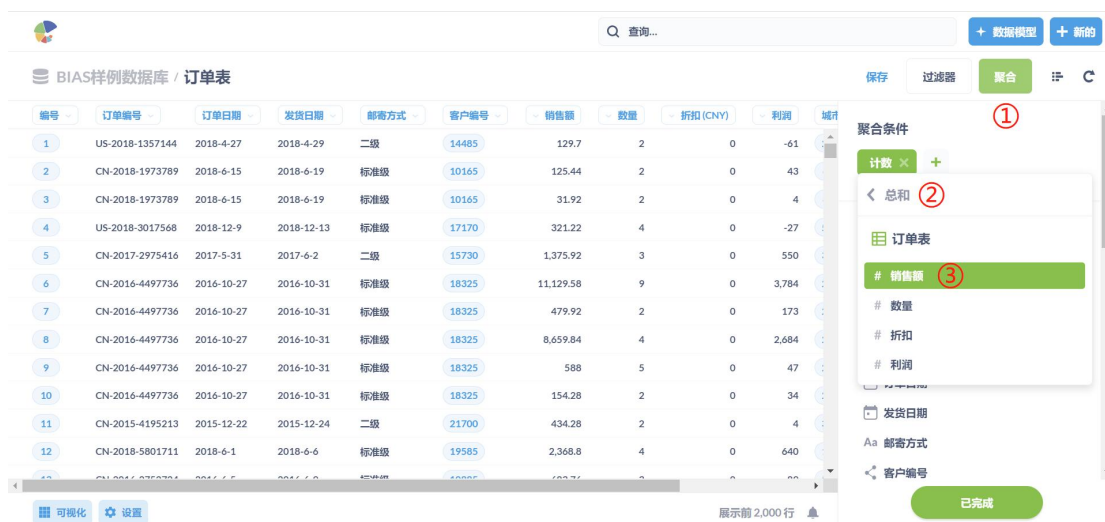 查询...
数据模型
新的
BIAS样例数据库 / 订单表
保存 过滤器 聚合
①
编号 订单编号 订单日期 发货日期 邮寄方式 客户编号 销售额 数量 折扣 (CNY) 利润 城市
1 US-2018-1357144 2018-4-27 2018-4-29 二级 14485 129.7 2 0 -61
2 CN-2018-1973789 2018-6-15 2018-6-19 标准级 10165 125.44 2 0 43
3 CN-2018-1973789 2018-6-15 2018-6-19 标准级 10165 31.92 2 0 4
4 US-2018-3017568 2018-12-9 2018-12-13 标准级 17170 321.22 4 0 -27
5 CN-2017-2975416 2017-5-31 2017-6-2 二级 15730 1,375.92 3 0 550
6 CN-2016-4497736 2016-10-27 2016-10-31 标准级 18325 11,129.58 9 0 3,784
7 CN-2016-4497736 2016-10-27 2016-10-31 标准级 18325 479.92 2 0 173
8 CN-2016-4497736 2016-10-27 2016-10-31 标准级 18325 8,659.84 4 0 2,684
9 CN-2016-4497736 2016-10-27 2016-10-31 标准级 18325 588 5 0 47
10 CN-2016-4497736 2016-10-27 2016-10-31 标准级 18325 154.28 2 0 34
11 CN-2015-4195213 2015-12-22 2015-12-24 二级 21700 434.28 2 0 4
12 CN-2018-5801711 2018-6-1 2018-6-6 标准级 19585 2,368.8 4 0 640
聚合条件
计数
总和 ②
订单表
# 销售额 ③
# 数量
# 折扣
# 利润
订单日期
发货日期
Aa 邮寄方式
客户编号
已完成
可视化 设置
展示前 2,000 行